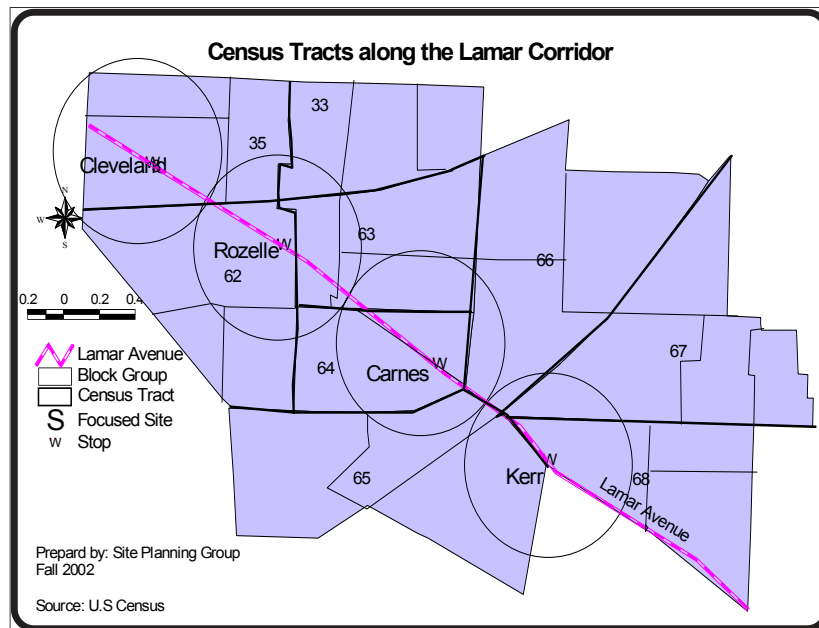 Census Tracts along the Lamar Corridor
33
35
Cleveland
W
N
W
S
Rozelle
W
63
62
66
0.2 0 0.2 0.4
Lamar Avenue
Block Group
Census Tract
S Focused Site
W Stop
64
Carnes
W
67
65
Kerr
W
68
Lamar Avenue
Prepard by: Site Planning Group
Fall 2002
Source: U.S Census